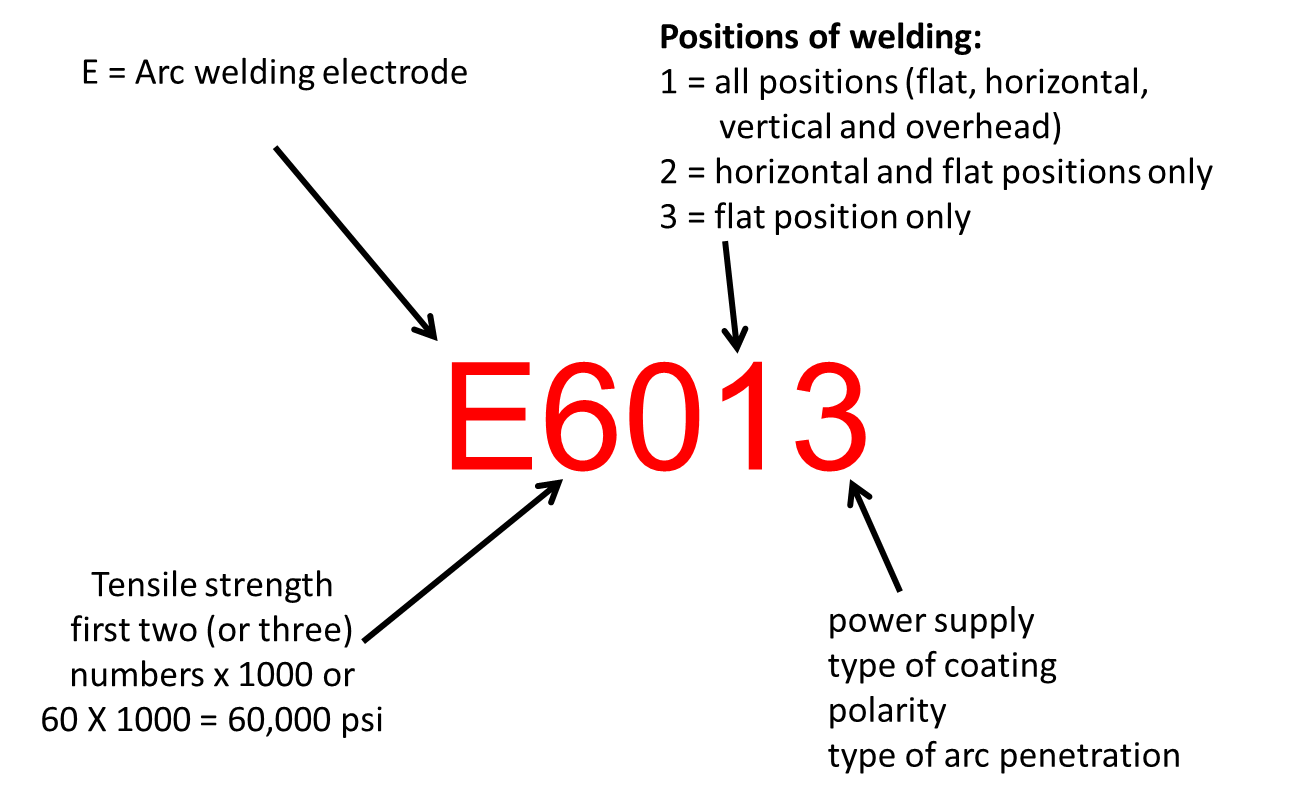 E = Arc welding electrode
Positions of welding:
1 = all positions (flat, horizontal,
vertical and overhead)
2 = horizontal and flat positions only
3 = flat position only
E6013
Tensile strength
first two (or three)
numbers x 1000 or
60 X 1000 = 60,000 psi
power supply
type of coating
polarity
type of arc penetration